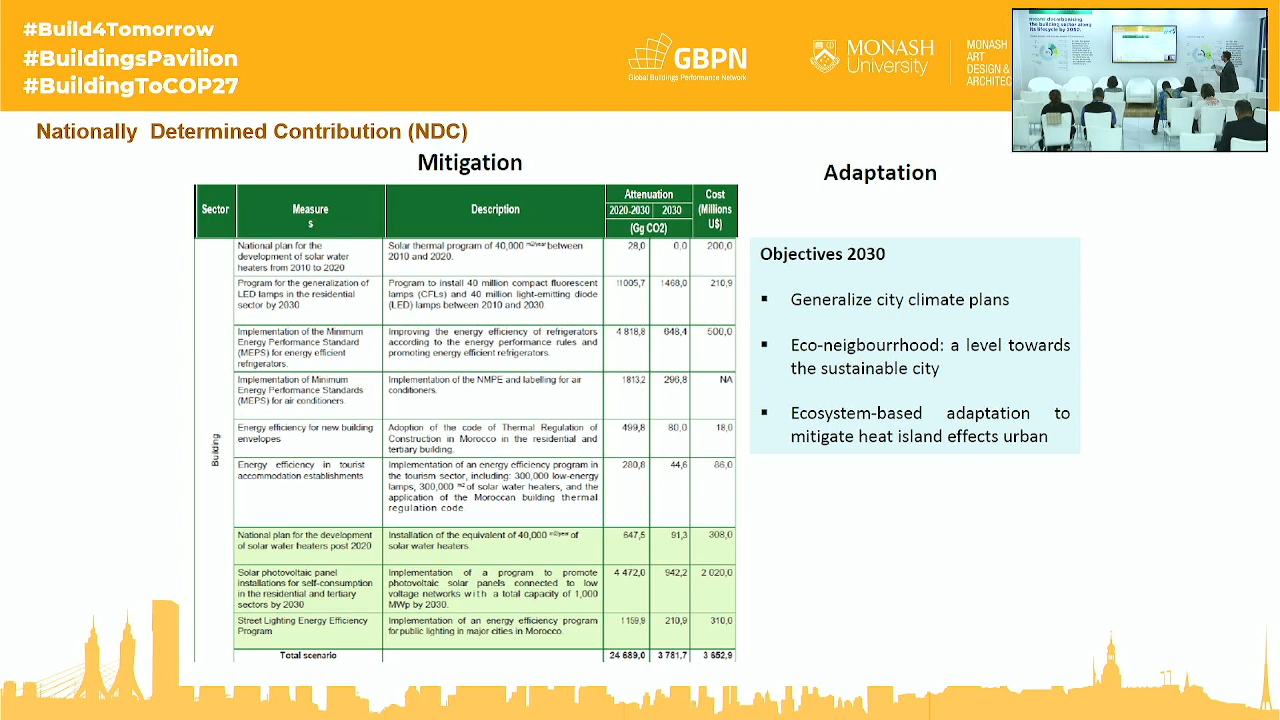 #Build4Tomorrow
#BuildingsPavilion
#BuildingToCOP27
GBPN
Global Buildings Performance Network
MONASH
University
MONASH
ART
DESIGN &
ARCHITEC
means decarbonising
the building sector along
its lifecycle by 2050.
Nationally Determined Contribution (NDC)
Mitigation
Adaptation
Sector
Measure
s
Description
Attenuation
2020-2030
2030
(Gg CO2)
Cost
(Millions
U$)
Building
National plan for the
development of solar water
heaters from 2010 to 2020
Solar thermal program of 40,000 m2/year between
2010 and 2020.
28,0
0,0
200,0
Program for the generalization of
LED lamps in the residential
sector by 2030
Program to install 40 million compact fluorescent
lamps (CFLs) and 40 million light-emitting diode
(LED) lamps between 2010 and 2030.
11005,7
1468,0
210,9
Implementation of the Minimum
Energy Performance Standard
(MEPS) for energy efficient
refrigerators.
Improving the energy efficiency of refrigerators
according to the energy performance rules and
promoting energy efficient refrigerators.
4 818,8
648,4
500,0
Implementation of Minimum
Energy Performance Standards
(MEPS) for air conditioners.
Implementation of the NMPE and labelling for air
conditioners.
1813,2
296,8
NA
Energy efficiency for new building
envelopes
Adoption of the code of Thermal Regulation of
Construction in Morocco in the residential and
tertiary building.
499,8
80,0
18,0
Energy efficiency in tourist
accommodation establishments
Implementation of an energy efficiency program in
the tourism sector, including: 300,000 low-energy
lamps, 300,000 m2 of solar water heaters, and the
application of the Moroccan building thermal
regulation code.
280,8
44,6
86,0
National plan for the development
of solar water heaters post 2020
Installation of the equivalent of 40,000 m2/year of
solar water heaters.
647,5
91,3
308,0
Solar photovoltaic panel
installations for self-consumption
in the residential and tertiary
sectors by 2030
Implementation of a program to promote
photovoltaic solar panels connected to low
voltage networks with a total capacity of 1,000
MWp by 2030.
4 472,0
942,2
2 020,0
Street Lighting Energy Efficiency
Program
Implementation of an energy efficiency program
for public lighting in major cities in Morocco.
1159,9
210,9
310,0
Total scenario
24 689,0
3 781,7
3 652,9
Objectives 2030
▪ Generalize city climate plans
▪ Eco-neigbourrhood: a level towards
the sustainable city
▪ Ecosystem-based adaptation to
mitigate heat island effects urban